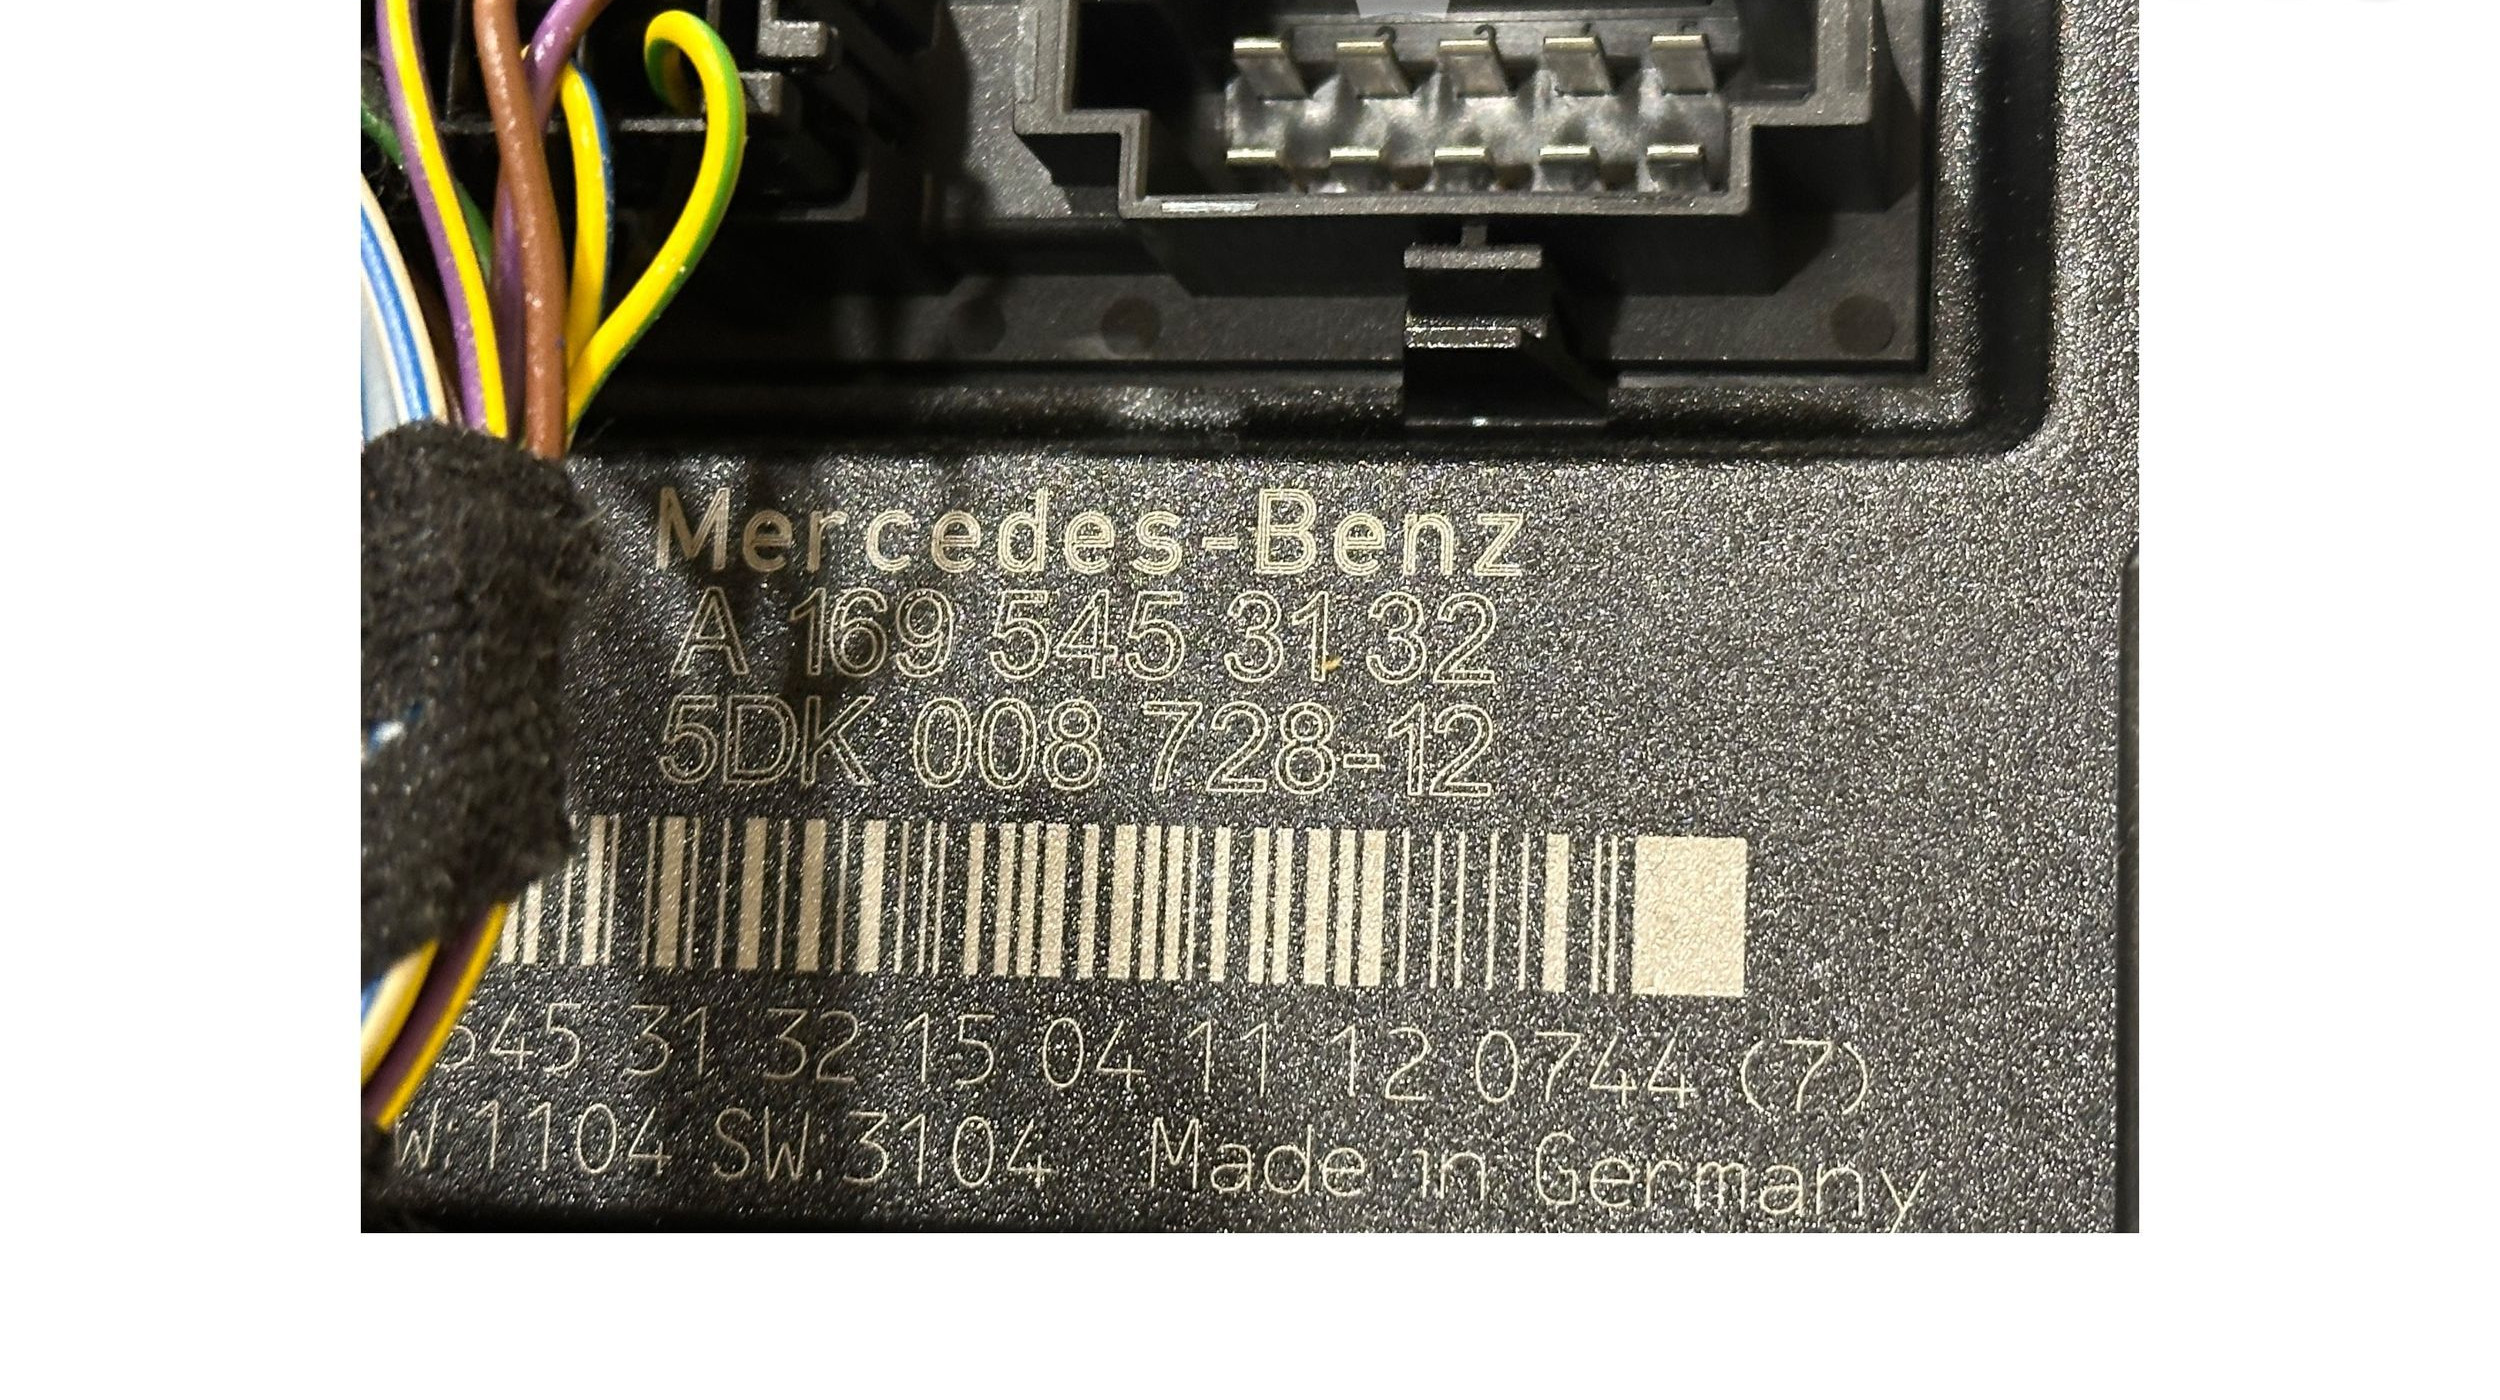 Mercedes-Benz
A 169 545 31 32
5DK 008 728-12
545 31 32 15 04 11 12 0744 (7)
W.1104 SW.3104 Made in Germany